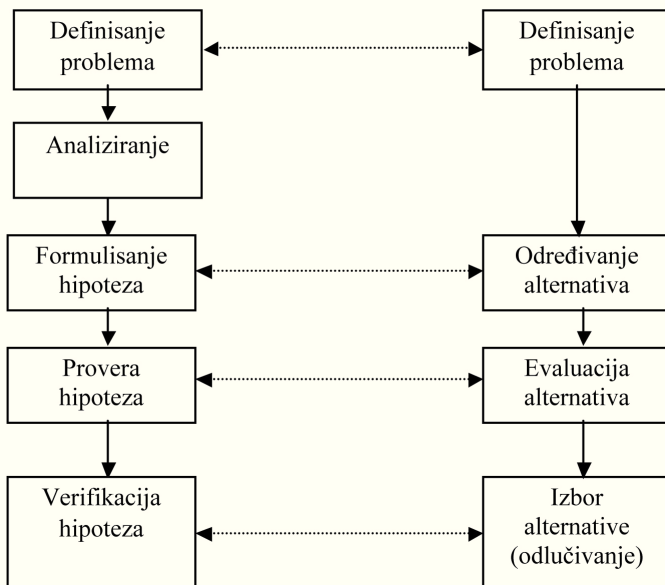 Definisanje
problema
Definisanje
problema
Analiziranje
Formulisanje
hipoteza
Određivanje
alternativa
Provera
hipoteza
Evaluacija
alternativa
Verifikacija
hipoteza
Izbor
alternative
(odlučivanje)